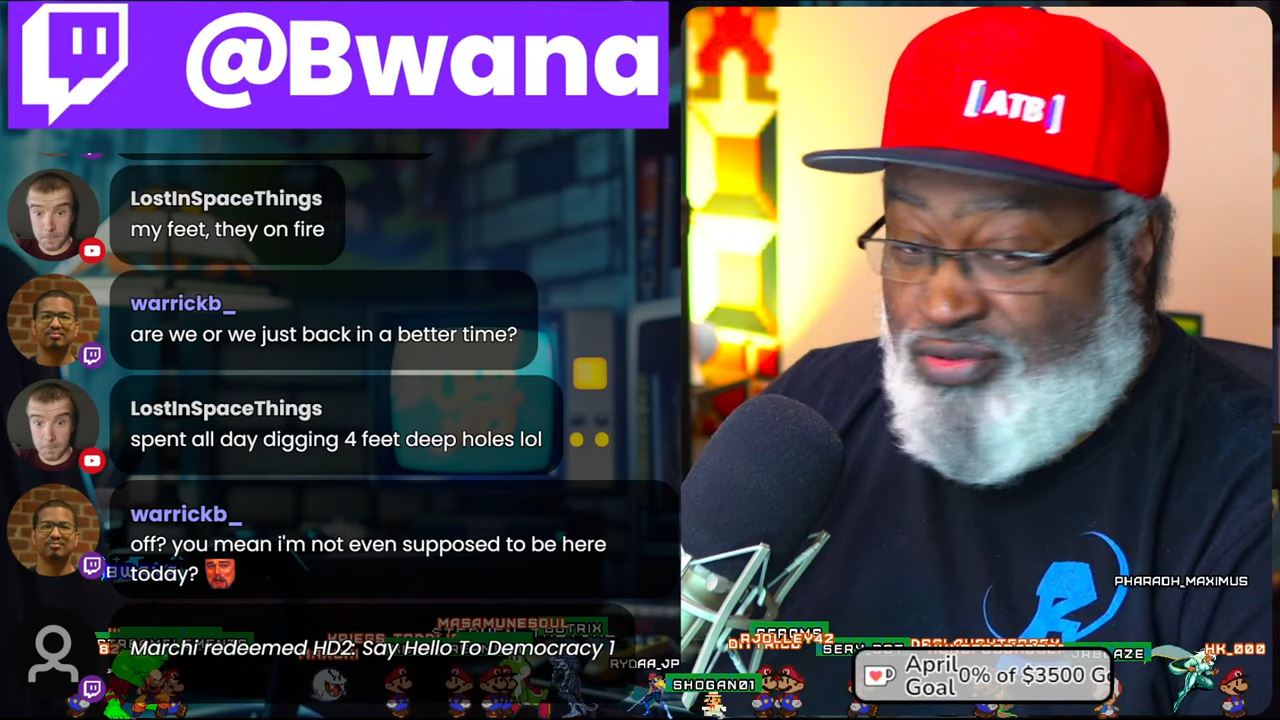 @Bwana
[ATB]
LostInSpaceThings
my feet, they on fire
warrickb_
are we or we just back in a better time?
LostInSpaceThings
spent all day digging 4 feet deep holes lol
warrickb_
off? you mean i'm not even supposed to be here
today?
PHARAOH_MAXIMUS
MASAMUNESOUL
Marchi redeemed HD2: Say Hello To Democracy 1
AJOLLEY42
HK_000
SHOGAN01
April
Goal
0% of $3500 G